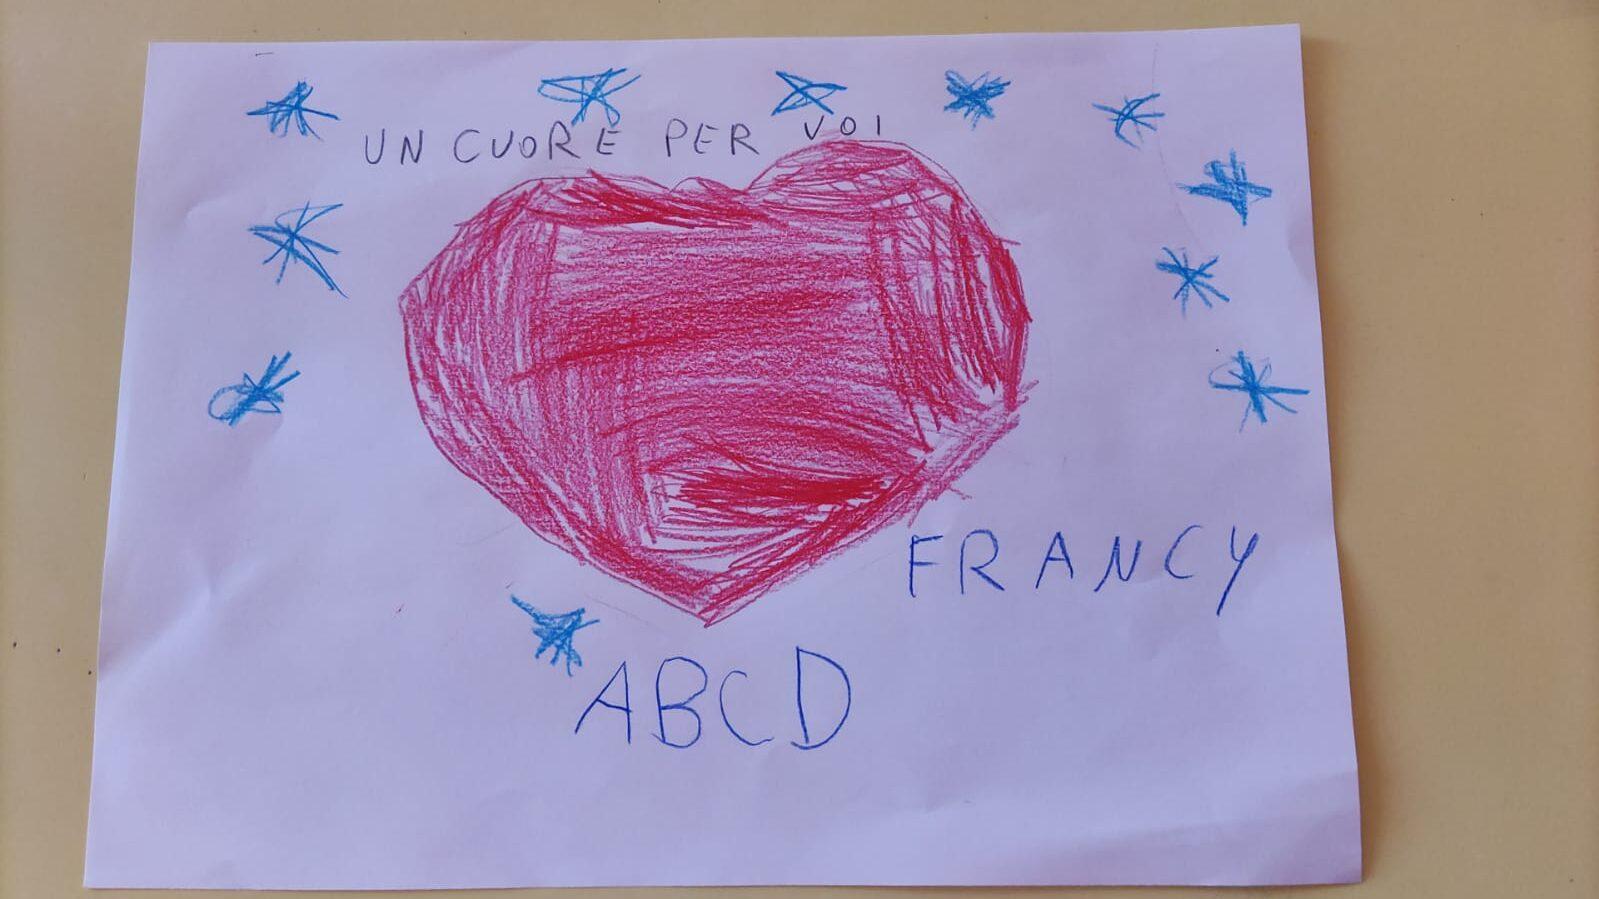 UN CUORE PER VOI
FRANCY
ABCD